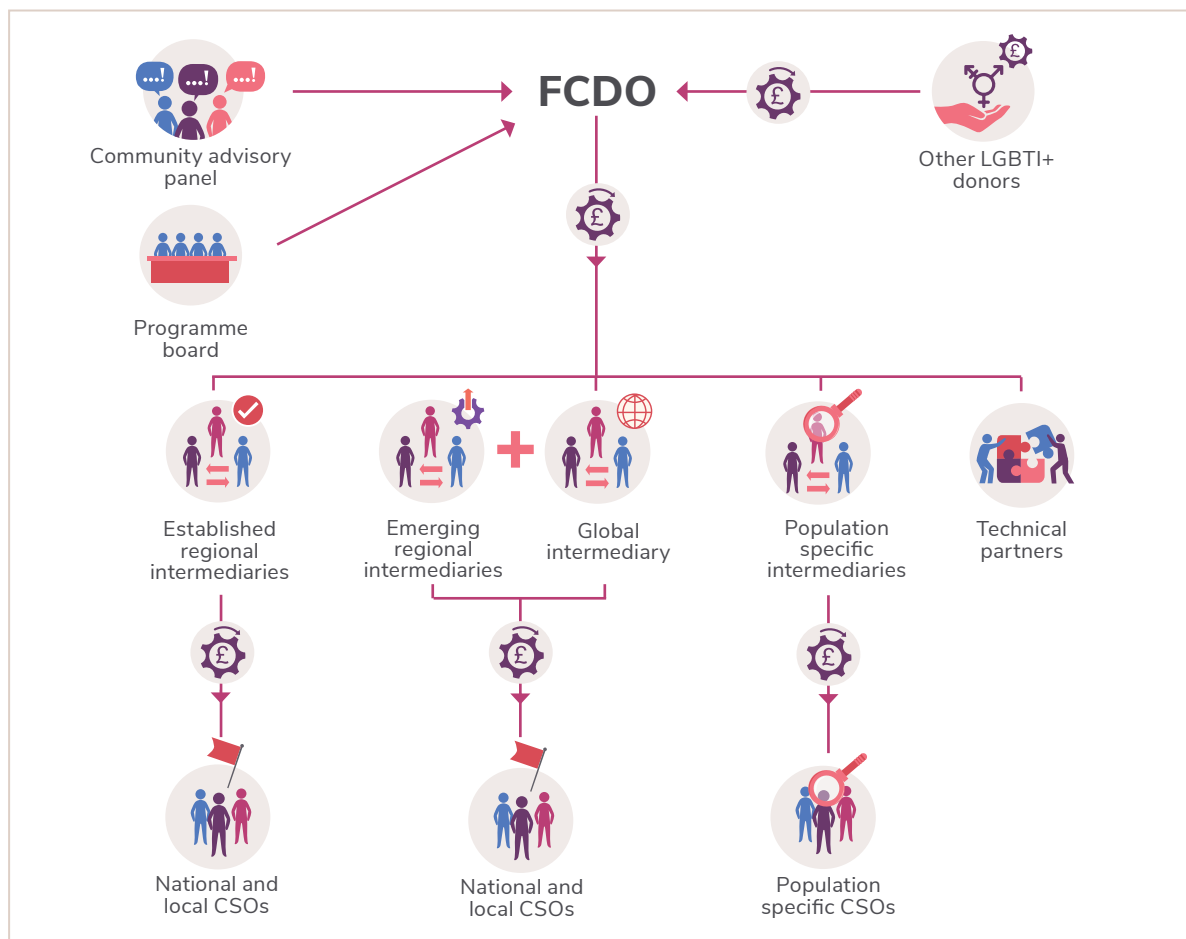 ...!
...!
...!
FCDO
£
£
Community advisory
panel
Other LGBTI+
donors
£
Programme
board
Established
regional
intermediaries
Emerging
regional
intermediaries
Global
intermediary
Population
specific
intermediaries
Technical
partners
£
£
£
National and
local CSOs
National and
local CSOs
Population
specific CSOs